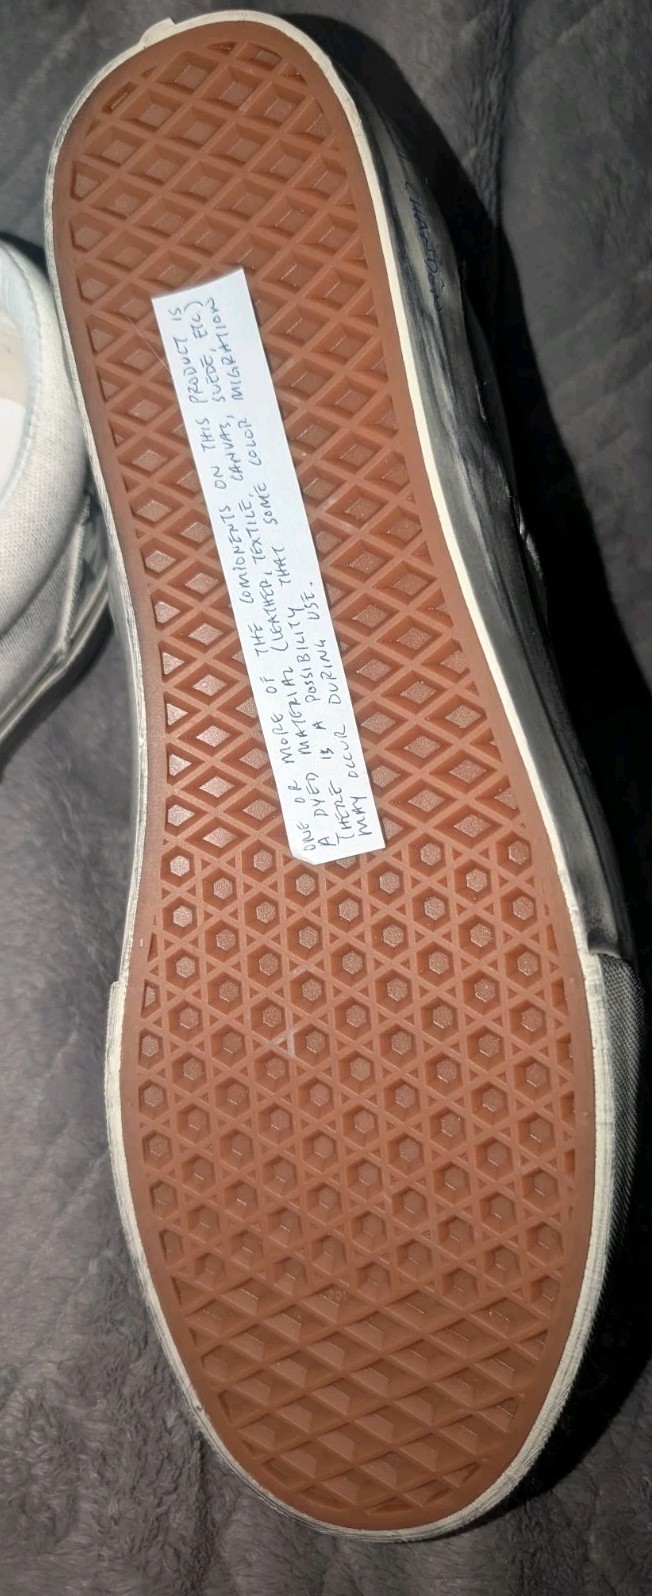 ONE OR MORE OF THE COMIONENTS ON THIS PRODUCT IS
A DYED MATERIAL (LEATHER, TEXTILE, CANVAS, SUEDE, ETC)
THERE IS A POSSIBILITY THAT SOME COLOR MIGRATION
MAY OCCUR DURING USE.